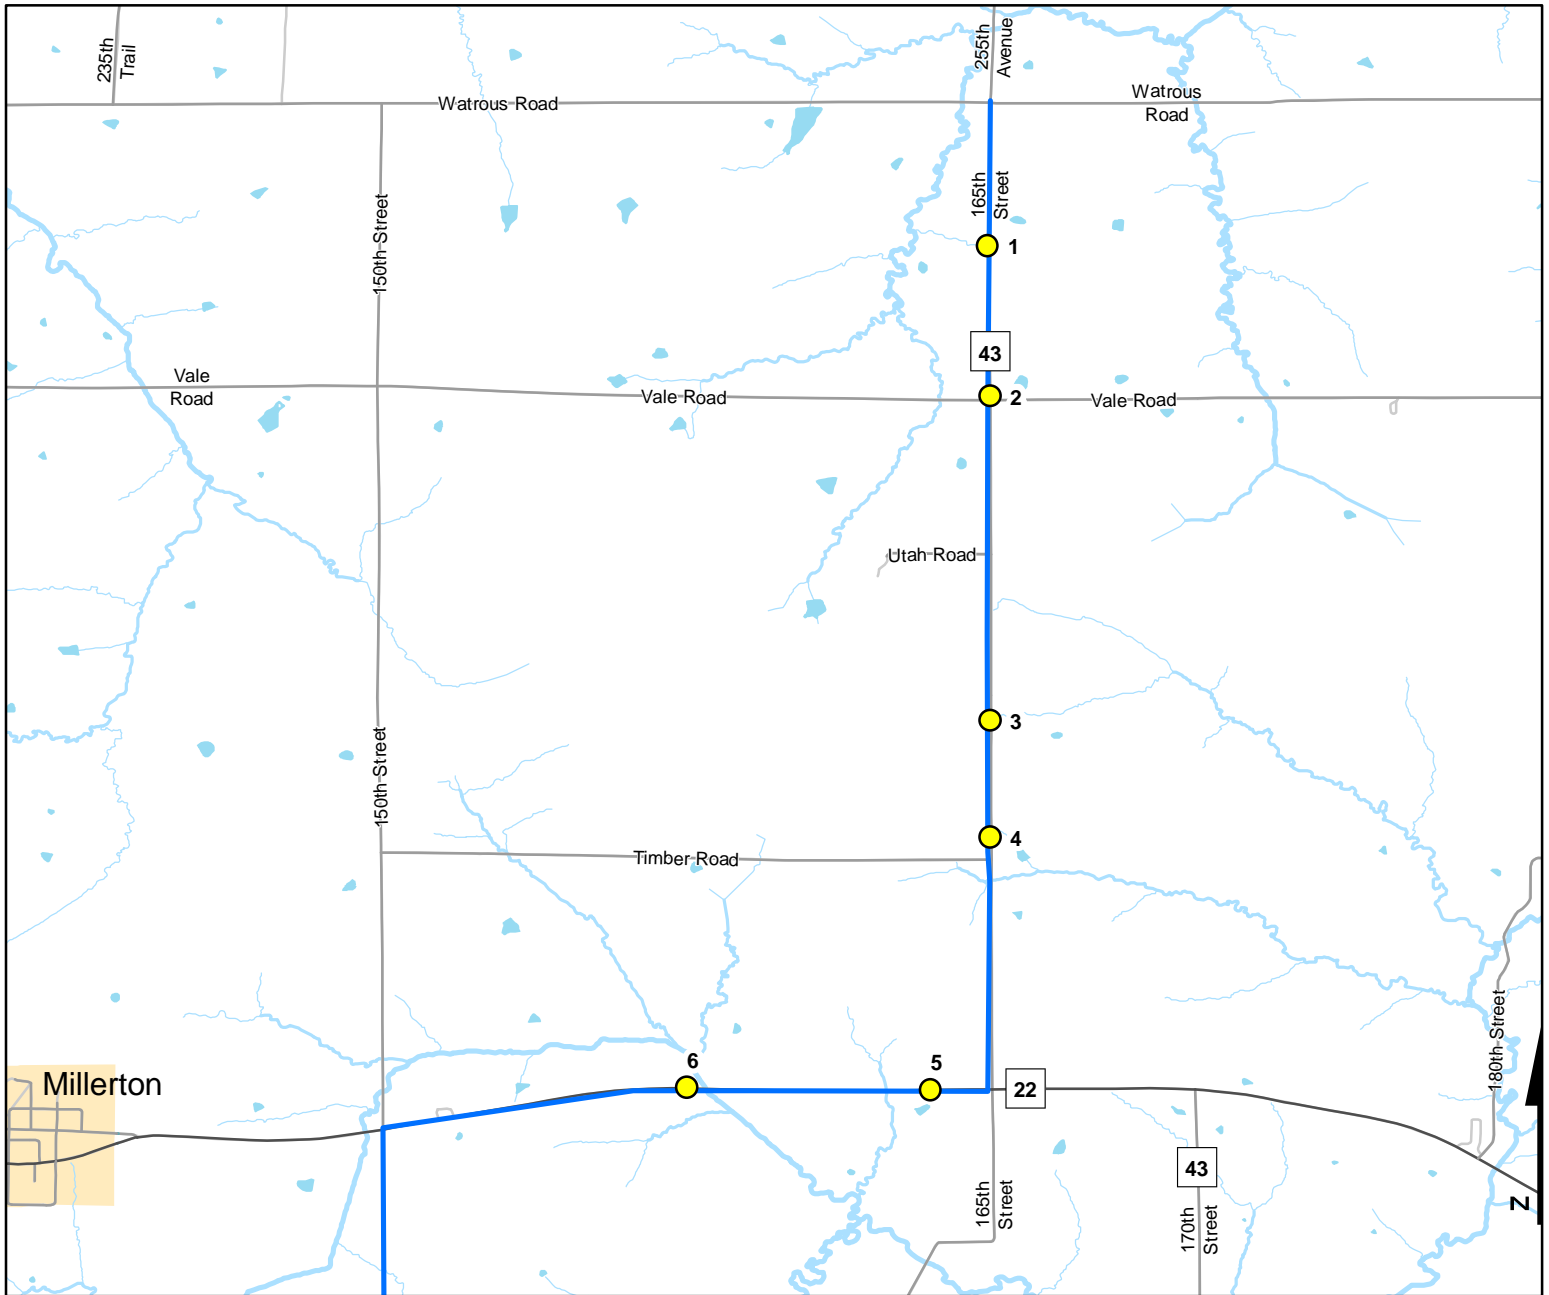 235th
Trail
255th
Avenue
Watrous Road
Watrous
Road
150th Street
165th
Street
1
43
Vale
Road
Vale Road
2
Vale Road
Utah Road
3
150th Street
4
Timber Road
180th Street
6
5
22
Millerton
43
165th
Street
170th
Street
N